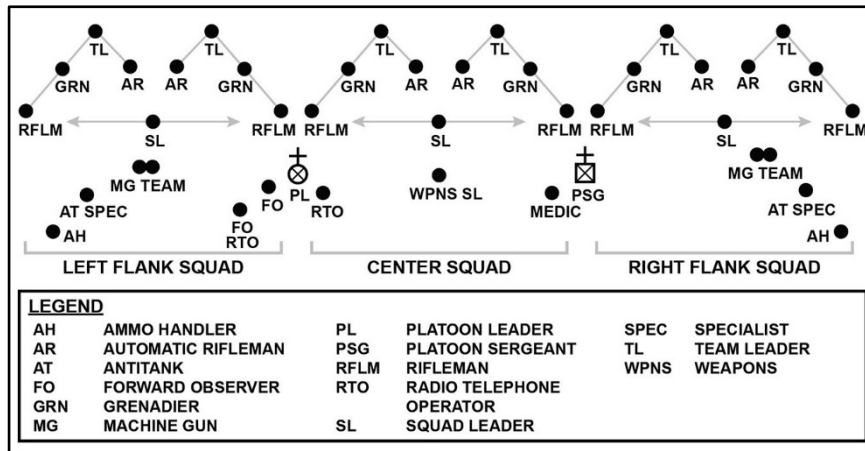 TL TL TL TL TL TL
GRN AR AR GRN GRN AR AR GRN GRN AR AR GRN
RFLM SL RFLM RFLM SL RFLM RFLM SL RFLM
MG TEAM MG TEAM
AT SPEC FO PL RTO WPNS SL MEDIC PSG AT SPEC
AH FO RTO AH
LEFT FLANK SQUAD CENTER SQUAD RIGHT FLANK SQUAD
LEGEND
AH AMMO HANDLER PL PLATOON LEADER SPEC SPECIALIST
AR AUTOMATIC RIFLEMAN PSG PLATOON SERGEANT TL TEAM LEADER
AT ANTITANK RFLM RIFLEMAN WPNS WEAPONS
FO FORWARD OBSERVER RTO RADIO TELEPHONE
GRN GRENADIER OPERATOR
MG MACHINE GUN SL SQUAD LEADER